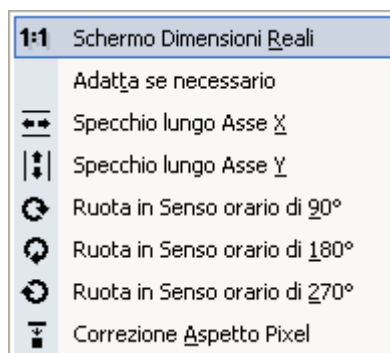 1:1 Schermo Dimensioni Reali
Adatta se necessario
Specchio lungo Asse X
Specchio lungo Asse Y
Ruota in Senso orario di 90°
Ruota in Senso orario di 180°
Ruota in Senso orario di 270°
Correzione Aspetto Pixel